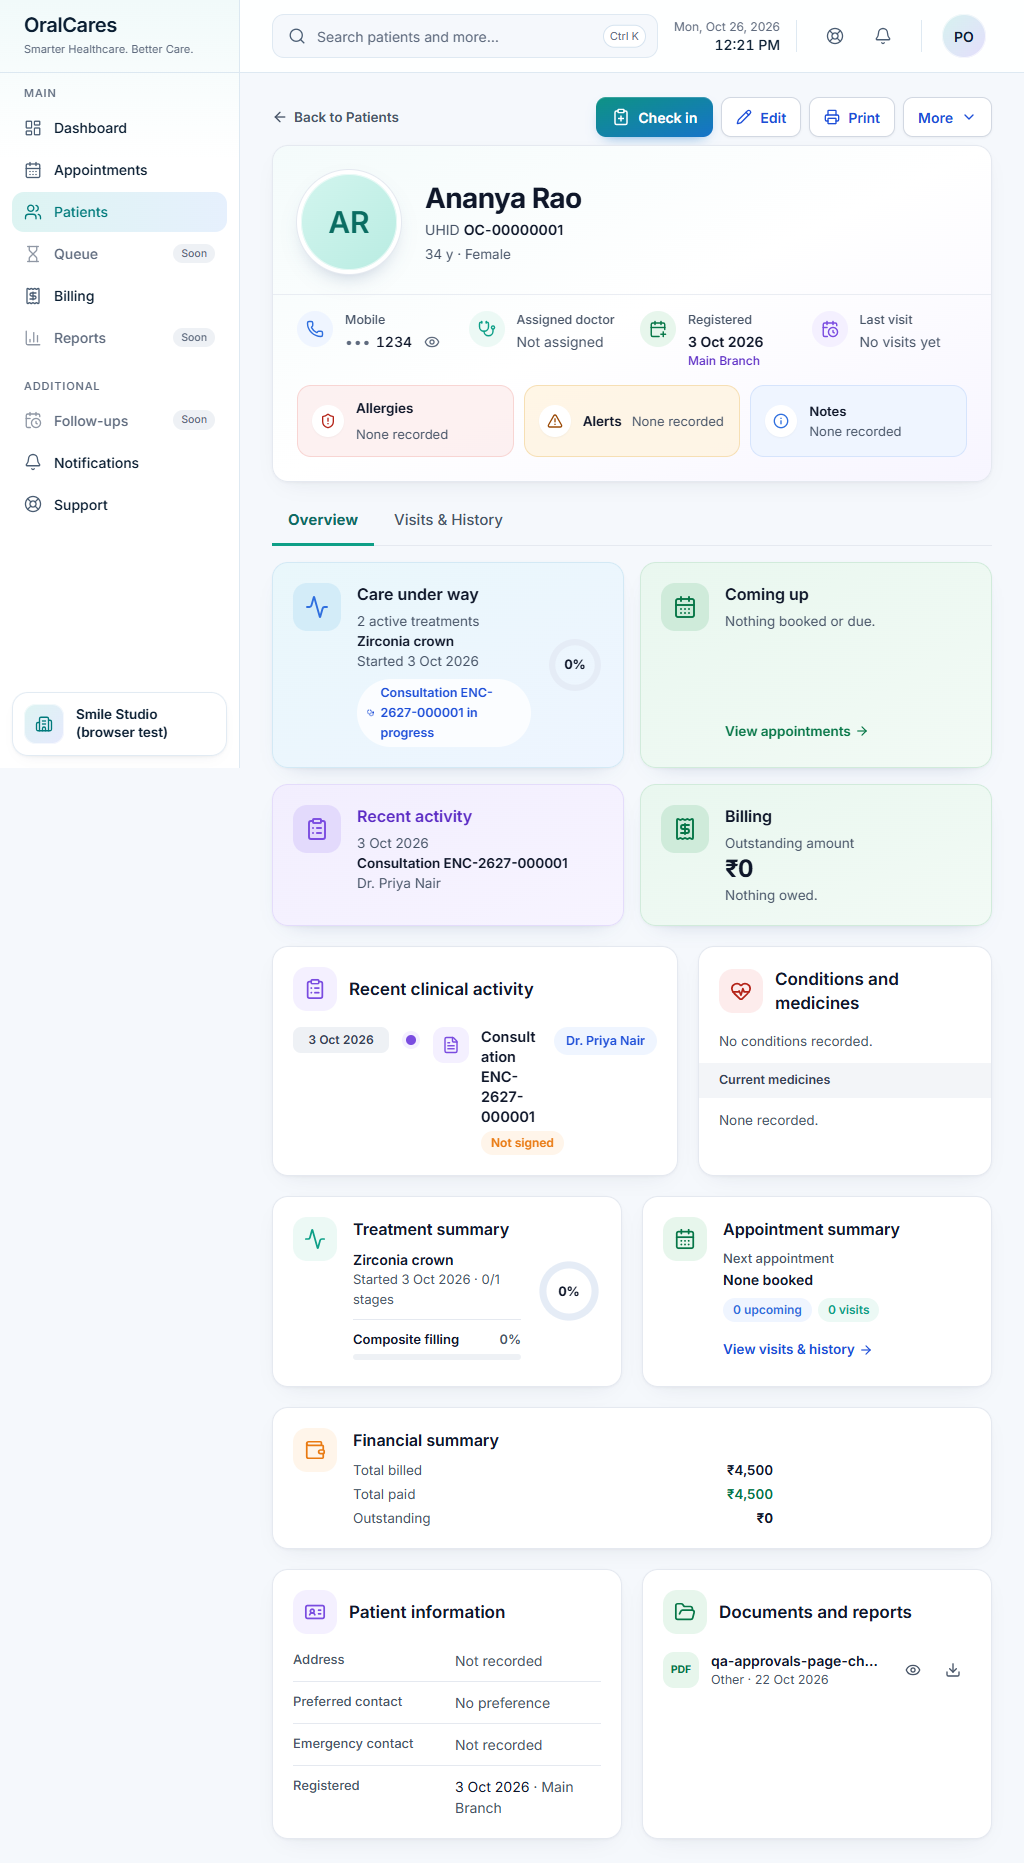 OralCares
Smarter Healthcare. Better Care.
Search patients and more...
Ctrl K
Mon, Oct 26, 2026
12:21 PM
PO
MAIN
Dashboard
Appointments
Patients
Queue
Soon
Billing
Reports
Soon
ADDITIONAL
Follow-ups
Soon
Notifications
Support
Smile Studio
(browser test)
Back to Patients
Check in
Edit
Print
More
AR
Ananya Rao
UHID OC-00000001
34 y · Female
Mobile
••• 1234
Assigned doctor
Not assigned
Registered
3 Oct 2026
Main Branch
Last visit
No visits yet
Allergies
None recorded
Alerts None recorded
Notes
None recorded
Overview
Visits & History
Care under way
2 active treatments
Zirconia crown
Started 3 Oct 2026
Consultation ENC-
2627-000001 in
progress
0%
Coming up
Nothing booked or due.
View appointments →
Recent activity
3 Oct 2026
Consultation ENC-2627-000001
Dr. Priya Nair
Billing
Outstanding amount
₹0
Nothing owed.
Recent clinical activity
3 Oct 2026
Consult
ation
ENC-
2627-
000001
Not signed
Dr. Priya Nair
Conditions and
medicines
No conditions recorded.
Current medicines
None recorded.
Treatment summary
Zirconia crown
Started 3 Oct 2026 · 0/1
stages
0%
Composite filling 0%
Appointment summary
Next appointment
None booked
0 upcoming
0 visits
View visits & history →
Financial summary
Total billed ₹4,500
Total paid ₹4,500
Outstanding ₹0
Patient information
Address Not recorded
Preferred contact No preference
Emergency contact Not recorded
Registered 3 Oct 2026 · Main
Branch
Documents and reports
PDF
qa-approvals-page-ch...
Other · 22 Oct 2026